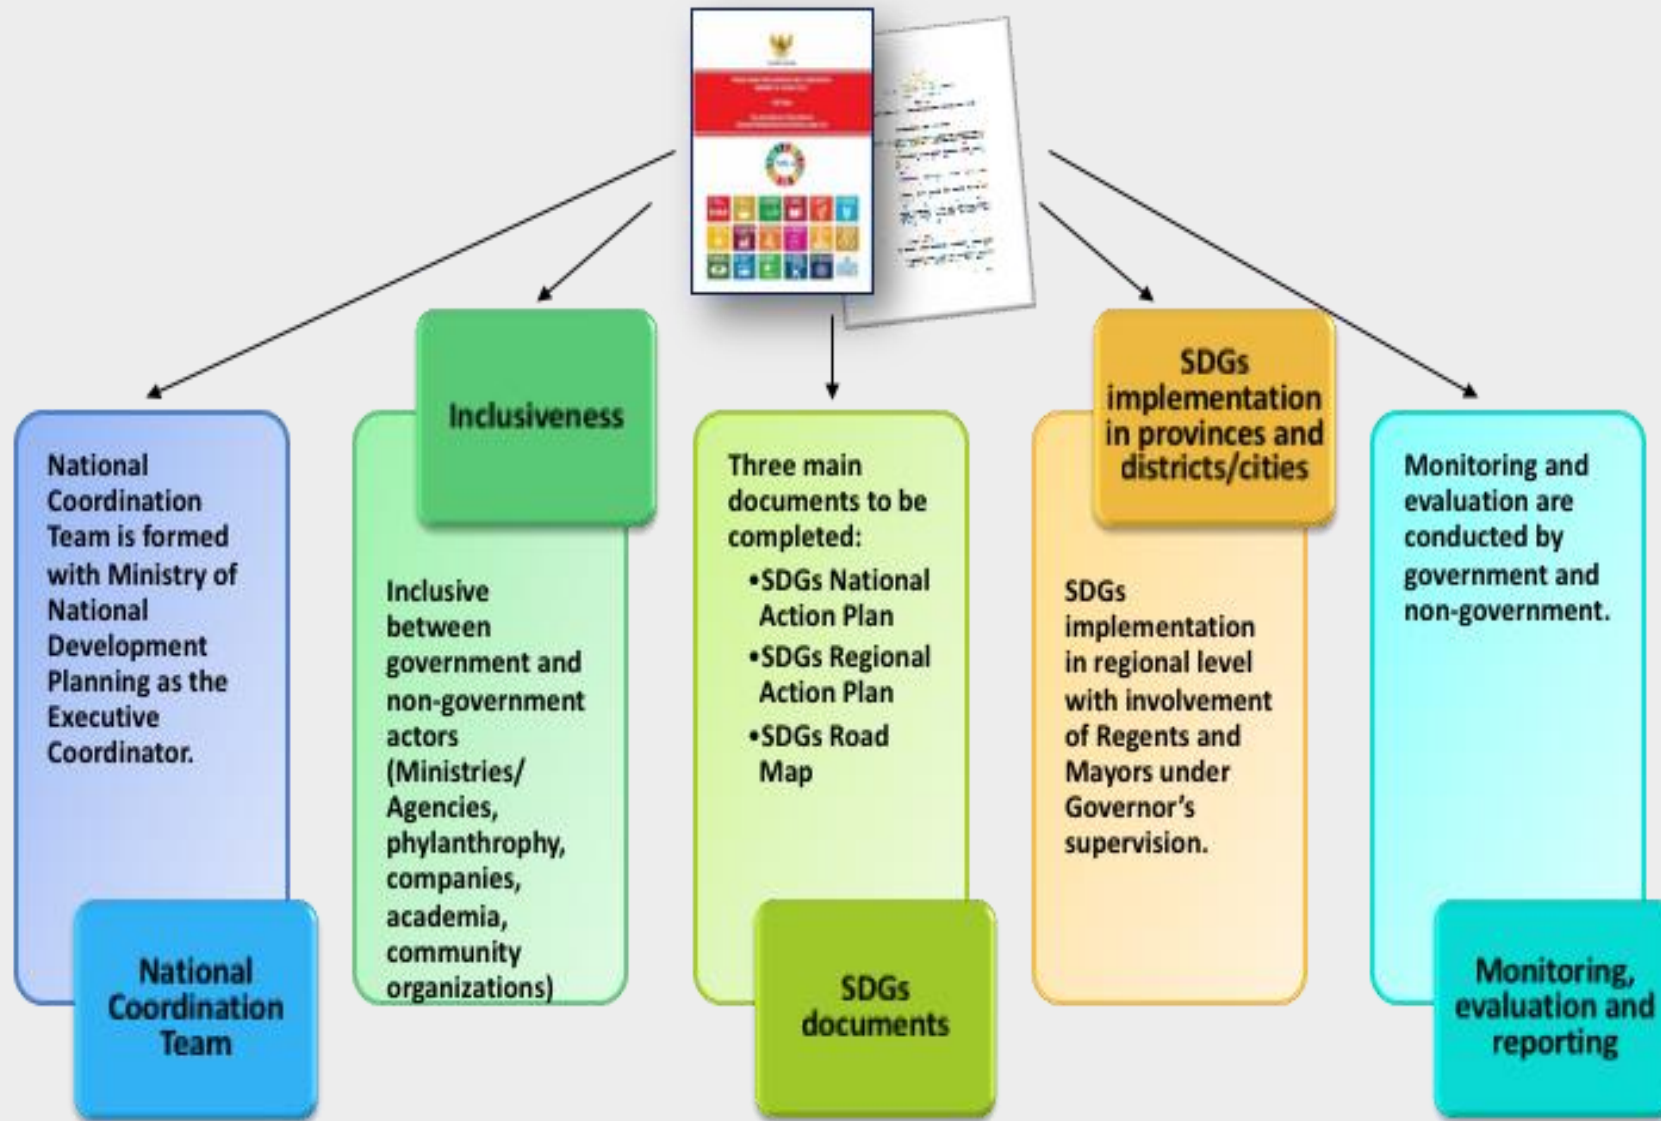 National
Coordination
Team is formed
with Ministry of
National
Development
Planning as the
Executive
Coordinator.
National
Coordination
Team
Inclusiveness
Inclusive
between
government and
non-government
actors
(Ministries/
Agencies,
phylanthrophy,
companies,
academia,
community
organizations)
Three main
documents to be
completed:
•SDGs National
Action Plan
•SDGs Regional
Action Plan
•SDGs Road
Map
SDGs
documents
SDGs
implementation
in provinces and
districts/cities
SDGs
implementation
in regional level
with involvement
of Regents and
Mayors under
Governor's
supervision.
Monitoring and
evaluation are
conducted by
government and
non-government.
Monitoring,
evaluation and
reporting